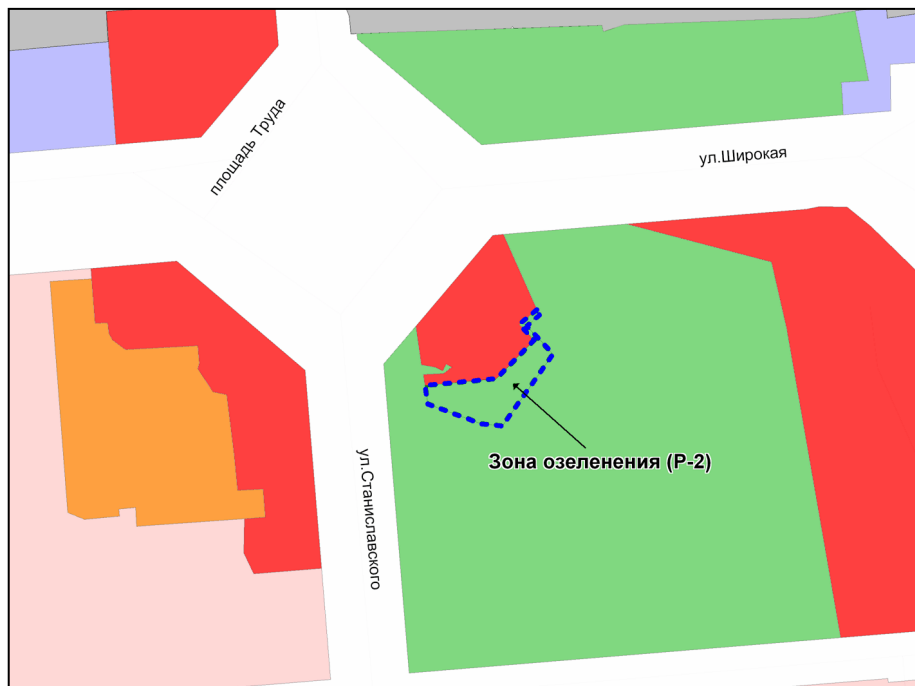 площадь Труда
ул.Широкая
Зона озеленения (Р-2)
ул.Станиславского